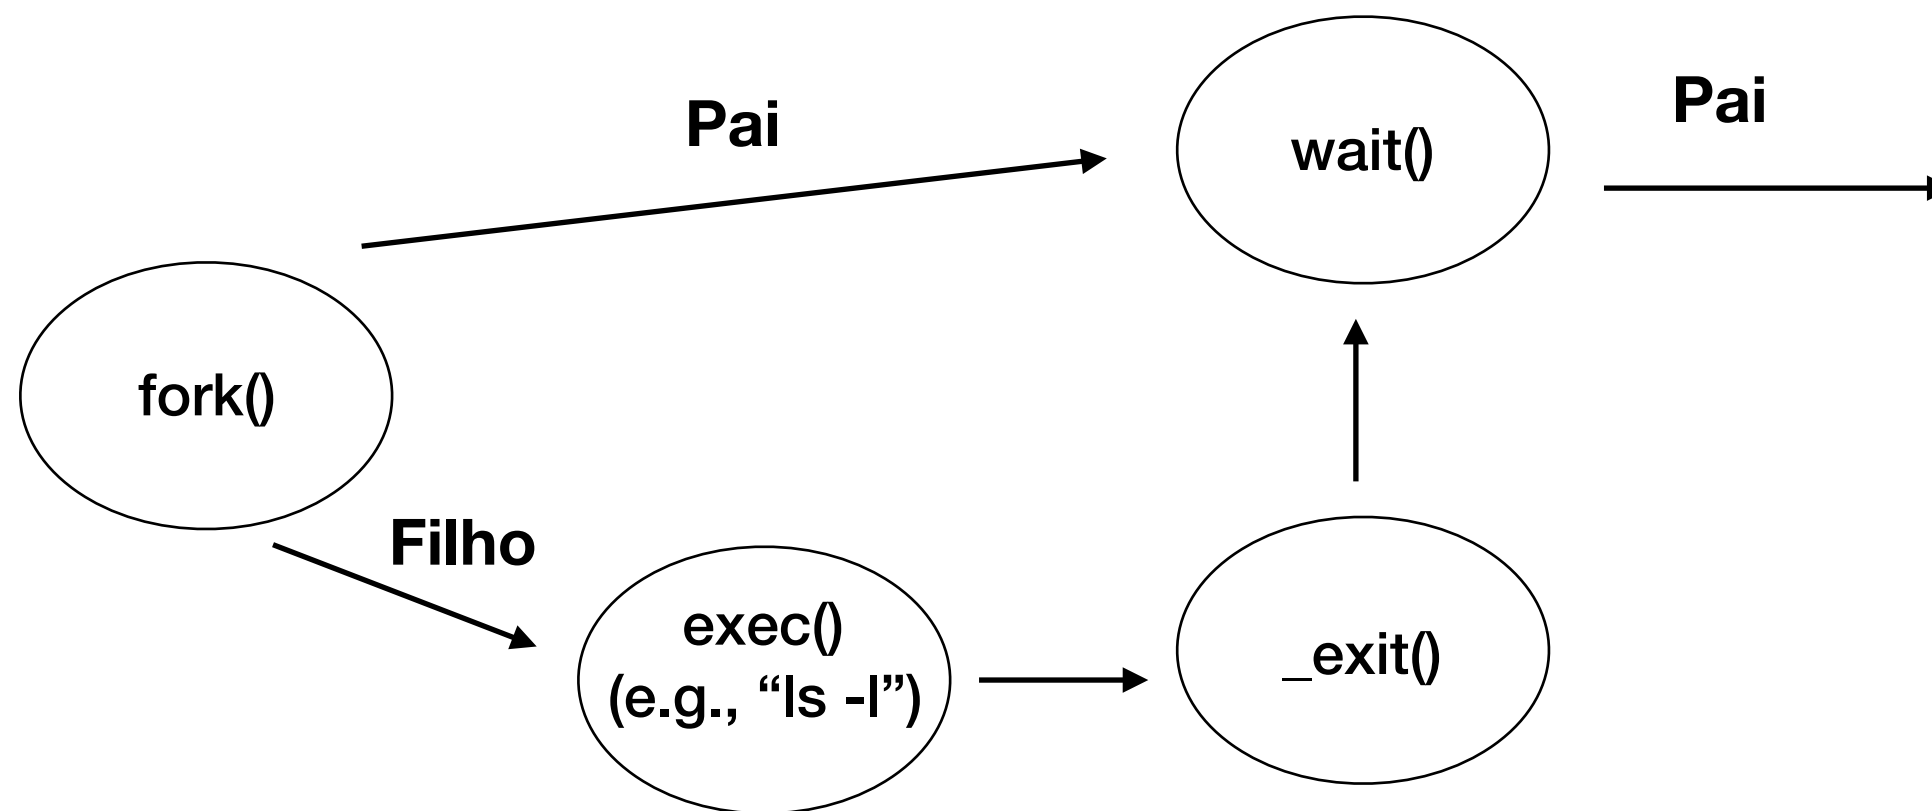 Pai
Pai
wait()
fork()
Filho
exec()
(e.g., “ls -l”)
_exit()